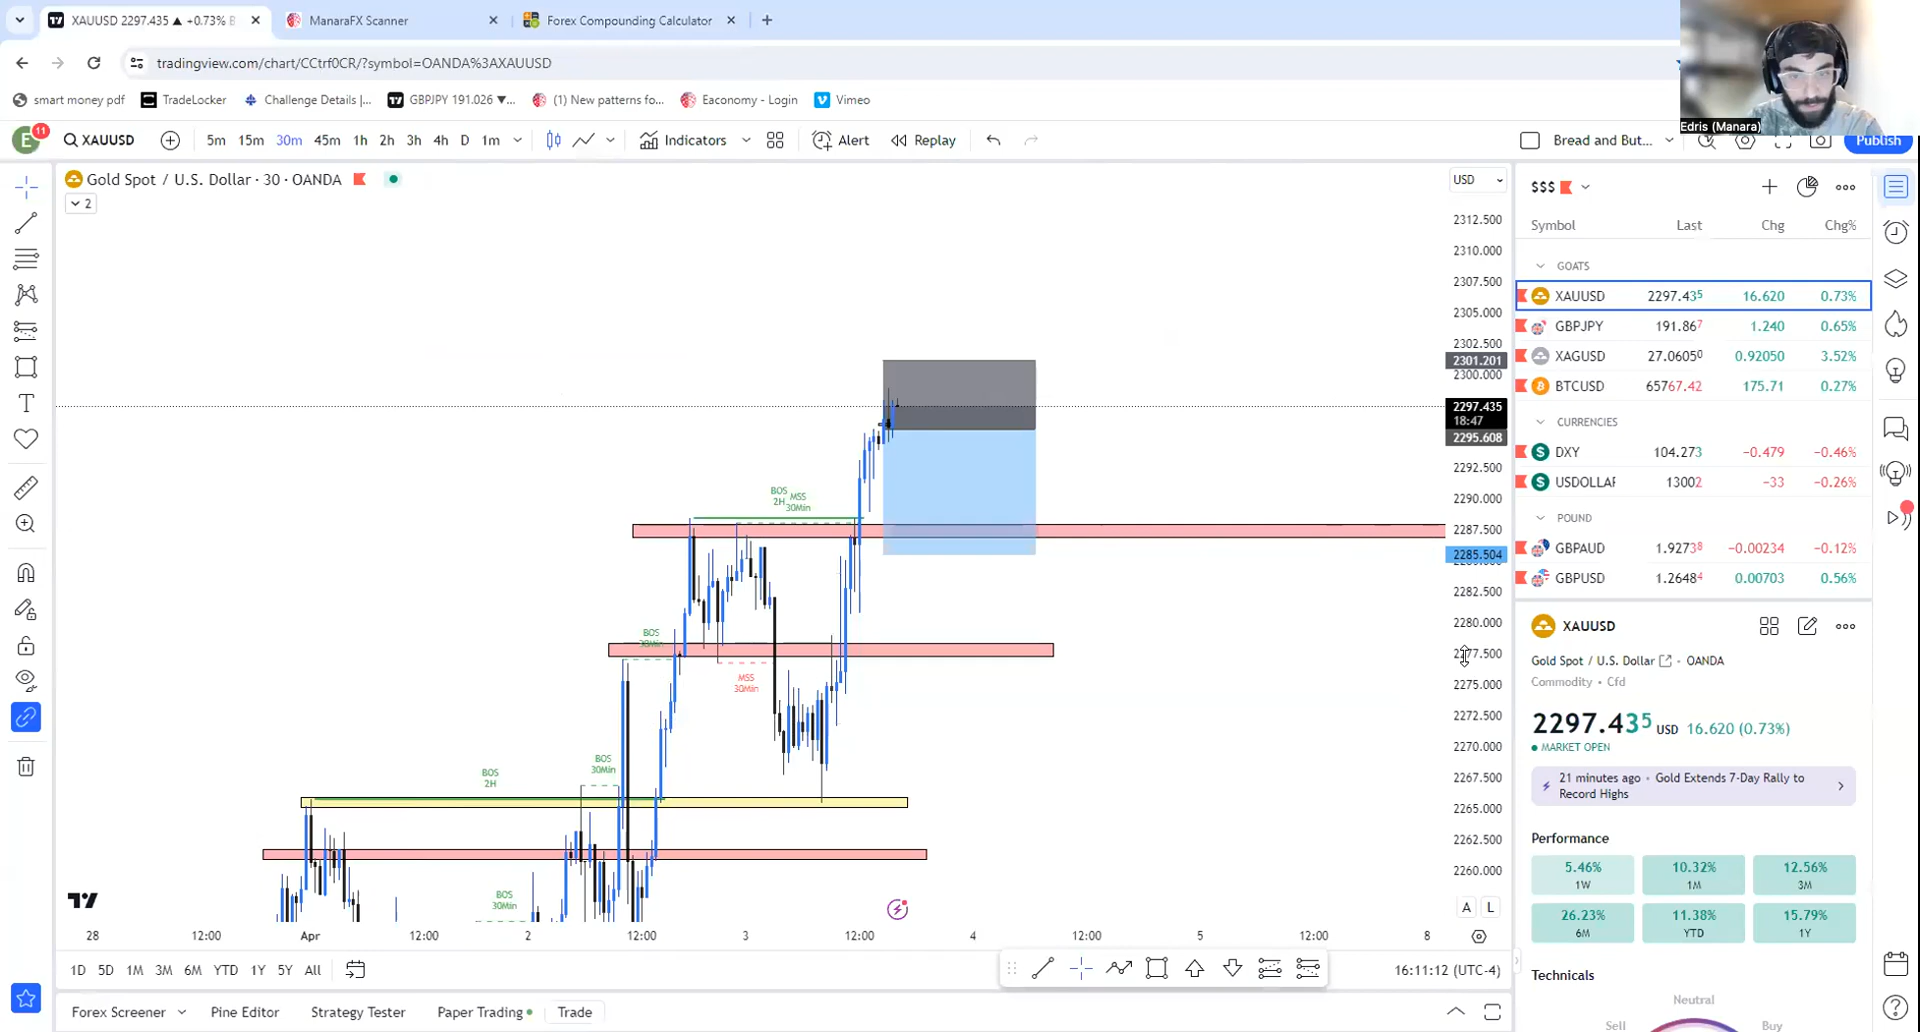 XAUUSD 2297.435 ▲ +0.73% B
ManaraFX Scanner
Forex Compounding Calculator
tradingview.com/chart/CCtrf0CR/?symbol=OANDA%3AXAUUSD
smart money pdf
TradeLocker
Challenge Details |...
GBPJPY 191.026 ▼...
(1) New patterns fo...
Eaconomy - Login
Vimeo
Edris (Manara)
E
11
XAUUSD
5m 15m 30m 45m 1h 2h 3h 4h D 1m
Indicators
Alert
Replay
Bread and But...
Publish
Gold Spot / U.S. Dollar · 30 · OANDA
2
USD
2312.500
2310.000
2307.500
2305.000
2302.500
2301.201
2300.000
2297.435
18:47
2295.608
2292.500
2290.000
2287.500
2285.504
2282.500
2280.000
2277.500
2275.000
2272.500
2270.000
2267.500
2265.000
2262.500
2260.000
BOS
2H
MSS
30Min
BOS
30Min
MSS
30Min
BOS
30Min
BOS
2H
BOS
30Min
A L
28 12:00 Apr 12:00 2 12:00 3 12:00 4 12:00 5 12:00 8
1D 5D 1M 3M 6M YTD 1Y 5Y All
16:11:12 (UTC-4)
Forex Screener
Pine Editor
Strategy Tester
Paper Trading
Trade
$$$
Symbol Last Chg Chg%
GOATS
XAUUSD 2297.435 16.620 0.73%
GBPJPY 191.867 1.240 0.65%
XAGUSD 27.06050 0.92050 3.52%
BTCUSD 65767.42 175.71 0.27%
CURRENCIES
DXY 104.273 −0.479 −0.46%
USDOLLAR 13002 −33 −0.26%
POUND
GBPAUD 1.92738 −0.00234 −0.12%
GBPUSD 1.26484 0.00703 0.56%
XAUUSD
Gold Spot / U.S. Dollar · OANDA
Commodity · Cfd
2297.435 USD 16.620 (0.73%)
MARKET OPEN
21 minutes ago · Gold Extends 7-Day Rally to
Record Highs
Performance
5.46%
1W
10.32%
1M
12.56%
3M
26.23%
6M
11.38%
YTD
15.79%
1Y
Technicals
Neutral
Sell
Buy